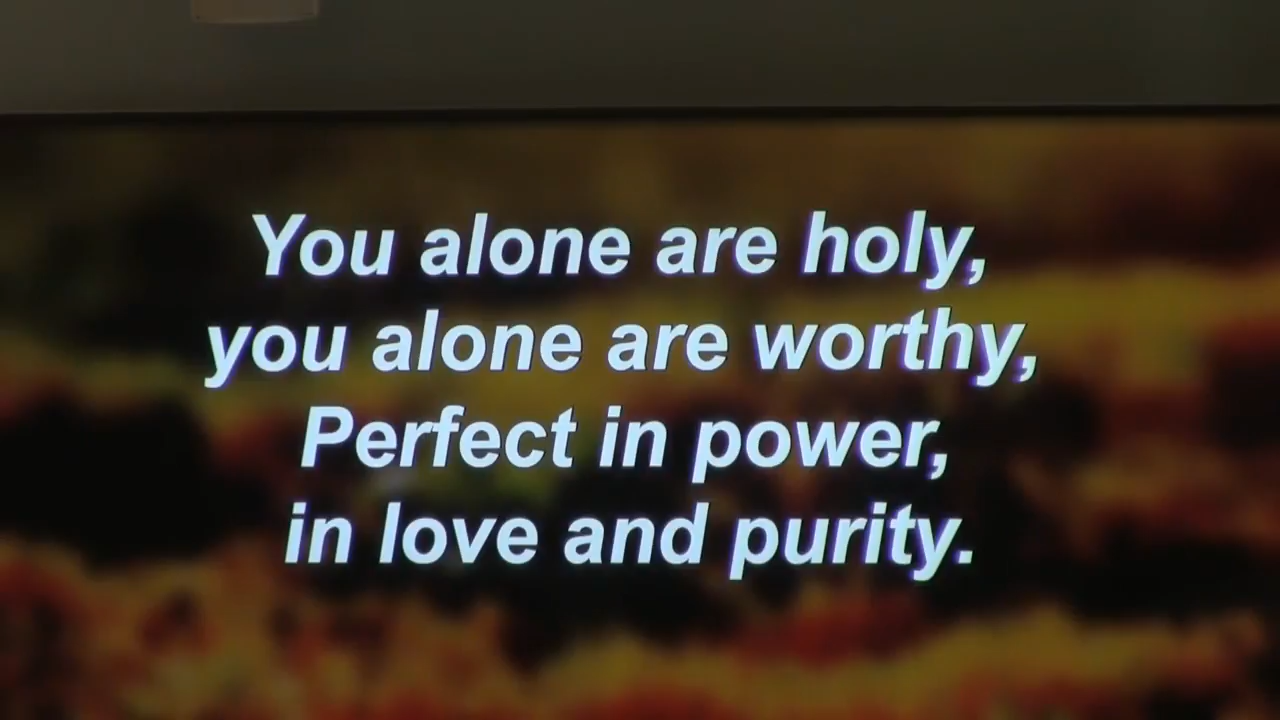 You alone are holy,
you alone are worthy,
Perfect in power,
in love and purity.